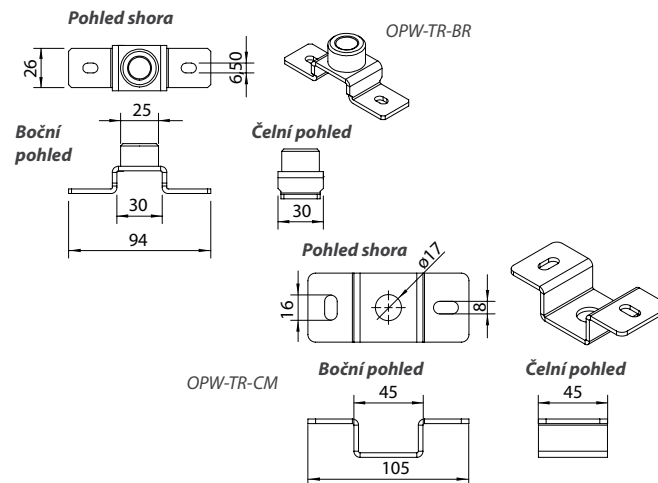 Pohled shora
OPW-TR-BR
26
6,50
25
Boční
pohled
Čelní pohled
30
30
94
Pohled shora
ø17
16
8
OPW-TR-CM
Boční pohled
Čelní pohled
45
45
105